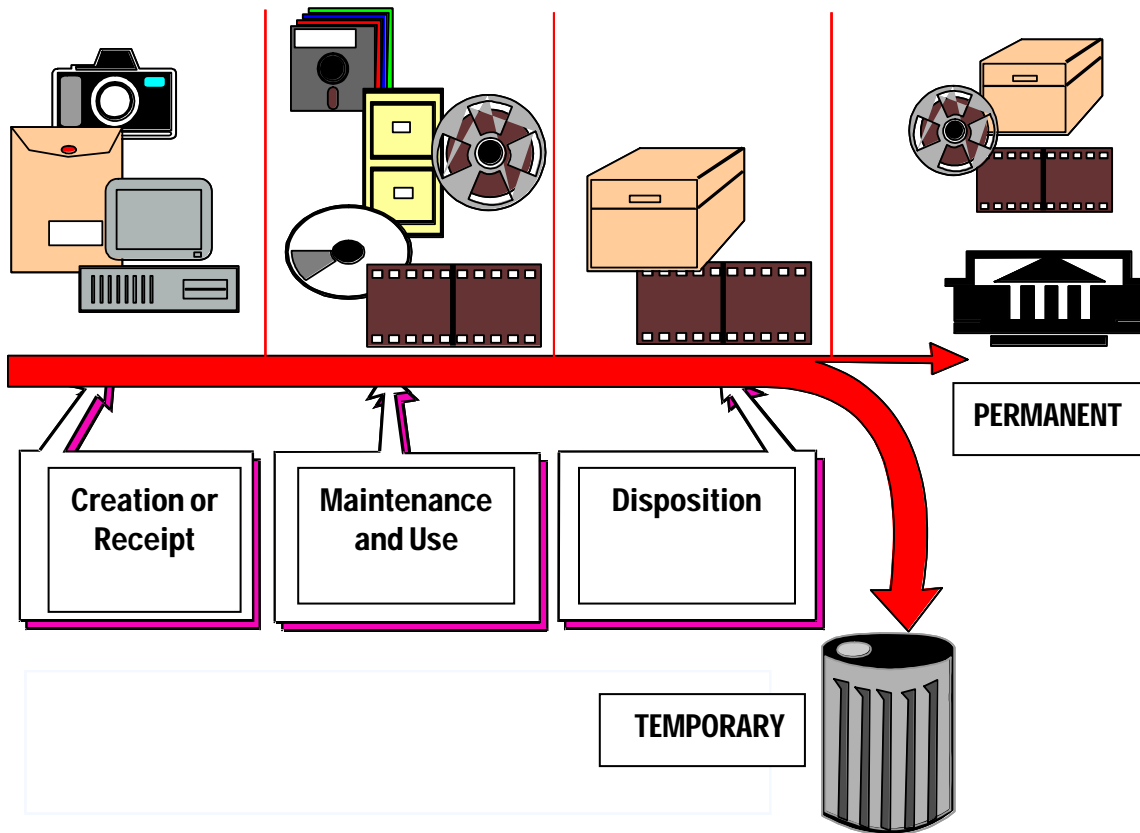 PERMANENT
Creation or
Receipt
Maintenance
and Use
Disposition
TEMPORARY